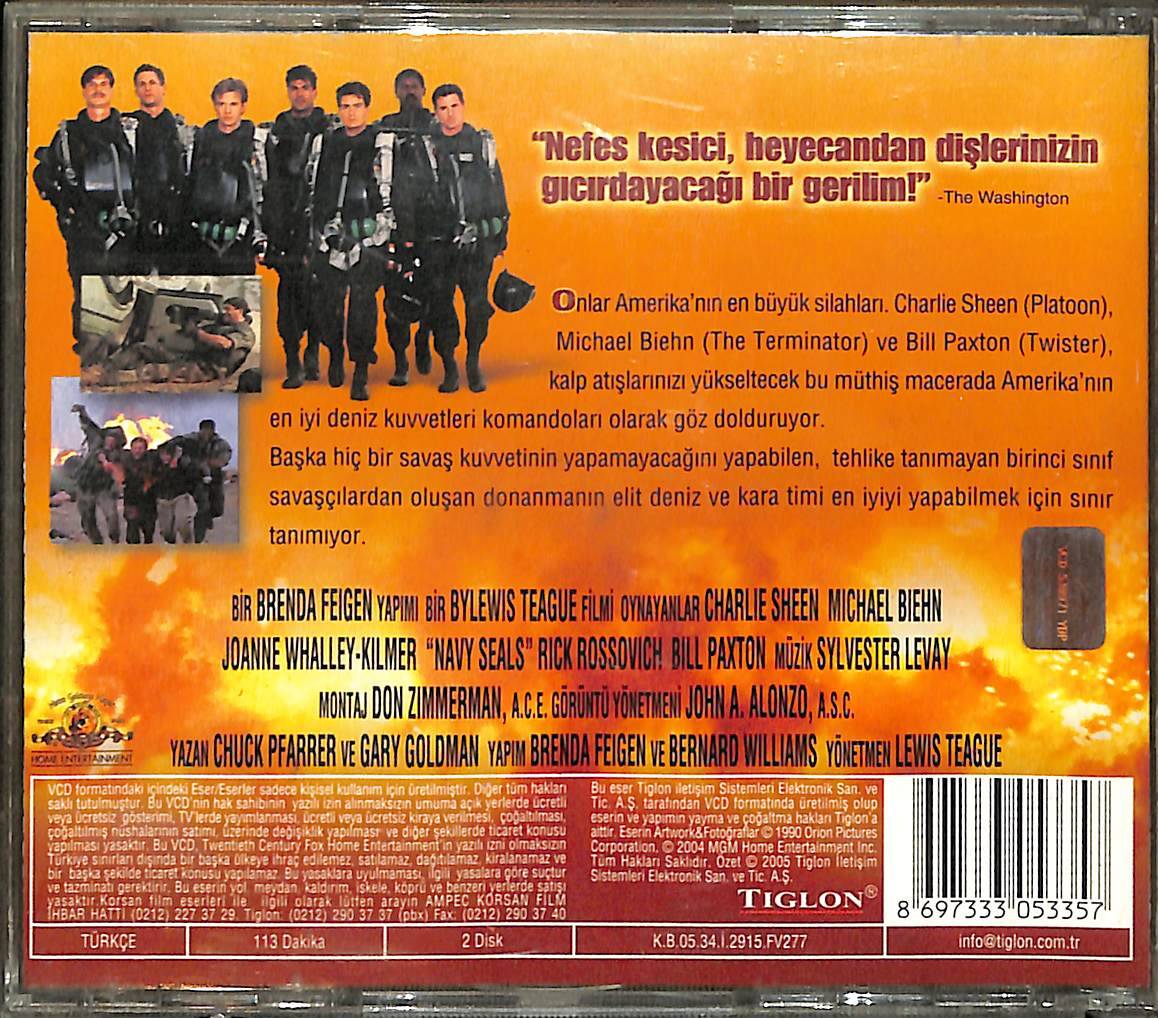 “Nefes kesici, heyecandan dişlerinizin
gıcırdayacağı bir gerilim!” -The Washington
Onlar Amerika’nın en büyük silahları. Charlie Sheen (Platoon),
Michael Biehn (The Terminator) ve Bill Paxton (Twister),
kalp atışlarınızı yükseltecek bu müthiş macerada Amerika’nın
en iyi deniz kuvvetleri komandoları olarak göz dolduruyor.
Başka hiç bir savaş kuvvetinin yapamayacağını yapabilen, tehlike tanımayan birinci sınıf
savaşçılardan oluşan donanmanın elit deniz ve kara timi en iyiyi yapabilmek için sınır
tanımıyor.
BİR BRENDA FEIGEN YAPIMI BİR BYLEWIS TEAGUE FİLMİ OYNAYANLAR CHARLIE SHEEN MICHAEL BIEHN
JOANNE WHALLEY-KILMER “NAVY SEALS” RICK ROSSOVICH BILL PAXTON MÜZİK SYLVESTER LEVAY
MONTAJ DON ZIMMERMAN, A.C.E. GÖRÜNTÜ YÖNETMENİ JOHN A. ALONZO, A.S.C.
YAZAN CHUCK PFARRER VE GARY GOLDMAN YAPIM BRENDA FEIGEN VE BERNARD WILLIAMS YÖNETMEN LEWIS TEAGUE
HOME ENTERTAINMENT
VCD formatındaki içindeki Eser/Eserler sadece kişisel kullanım için üretilmiştir. Diğer tüm hakları
saklı tutulmuştur. Bu VCD'nin hak sahibinin yazılı izin alınmaksızın umuma açık yerlerde ücretli
veya ücretsiz gösterimi, TV'lerde yayımlanması, ücretli veya ücretsiz kiraya verilmesi, çoğaltılması,
çoğaltılmış nüshalarının satımı, üzerinde değişiklik yapılması ve diğer şekillerde ticaret konusu
yapılması yasaktır. Bu VCD, Twentieth Century Fox Home Entertainment'in yazılı izni olmaksızın
Türkiye sınırları dışında bir başka ülkeye ihraç edilemez, satılamaz, dağıtılamaz, kiralanamaz ve
bir başka şekilde ticaret konusu yapılamaz. Bu yasaklara uyulmaması, ilgili yasalara göre suçtur
ve tazminatı gerektirir. Bu eserin yol, meydan, kaldırım, iskele, köprü ve benzeri yerlerde satışı
yasaktır.Korsan film eserleri ile ilgili olarak lütfen arayın AMPEC KORSAN FİLM
İHBAR HATTI (0212) 227 37 29. Tiglon: (0212) 290 37 37 (pbx) Fax: (0212) 290 37 40
Bu eser Tiglon iletişim Sistemleri Elektronik San. ve
Tic. A.Ş. tarafından VCD formatında üretilmiş olup
eserin ve yapımın yayma ve çoğaltma hakları Tiglon'a
aittir. Eserin Artwork&Fotoğraflar © 1990 Orion Pictures
Corporation. © 2004 MGM Home Entertainment Inc.
Tüm Hakları Saklıdır. Özet © 2005 Tiglon İletişim
Sistemleri Elektronik San. ve Tic. A.Ş.
TIGLON®
8 697333 053357
TÜRKÇE
113 Dakika
2 Disk
K.B.05.34.İ.2915.FV277
info@tiglon.com.tr